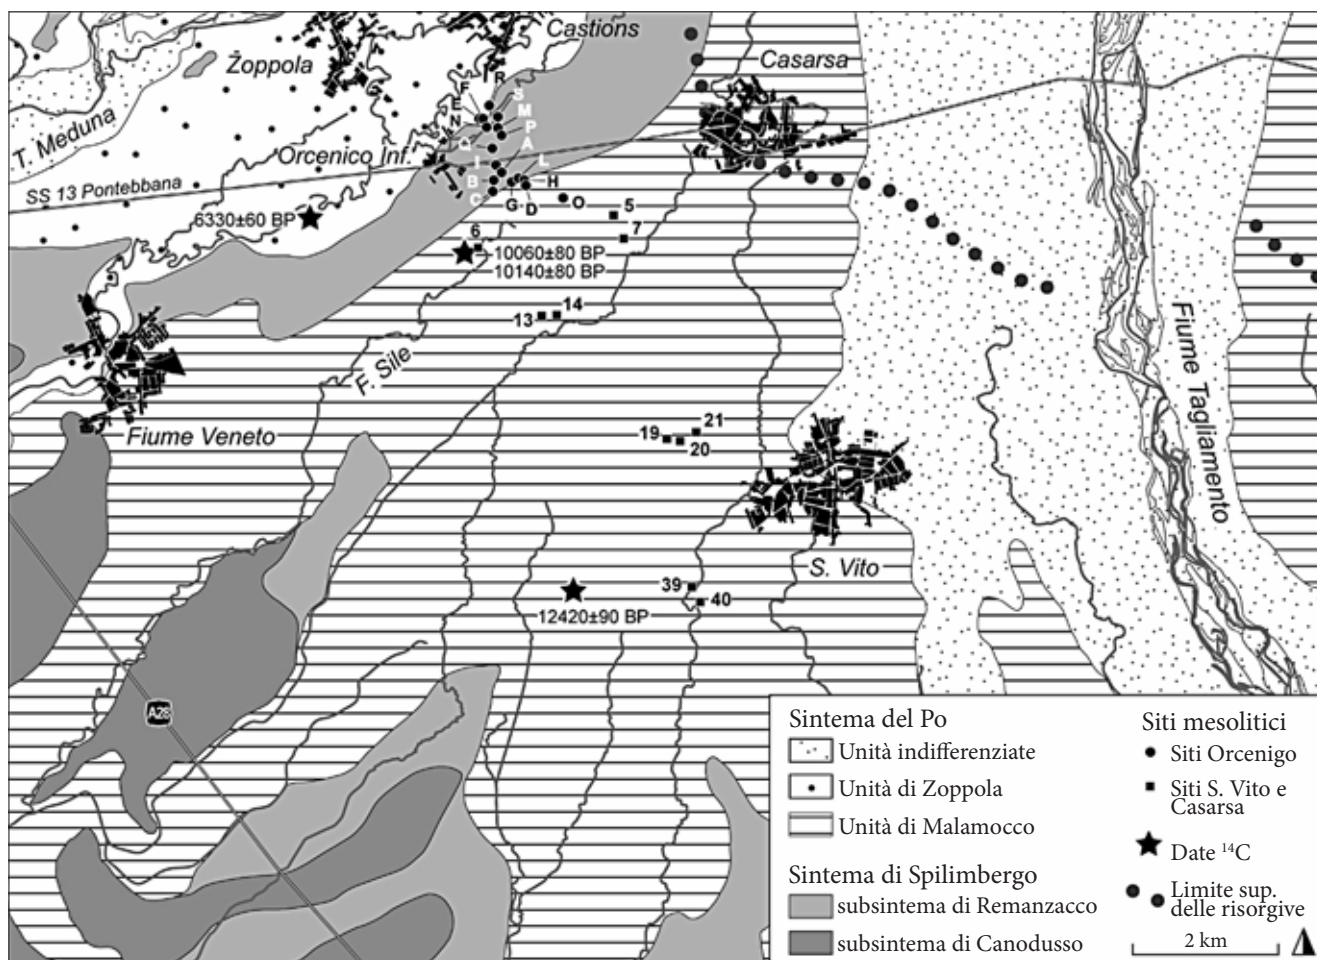 Castions
Żoppola
Casarsa
R
F
S
E
M
N
P
T. Meduna
Q
A
Orcenico Inf.
I
L
SS 13 Pontebbana
B
H
C
G
D
O
5
6330±60 BP
7
6
10060±80 BP
10140±80 BP
13
14
F. Sile
Fiume Tagliamento
Fiume Veneto
19
21
20
S. Vito
39
40
12420±90 BP
A28
Sintema del Po
Unità indifferenziate
Unità di Zoppola
Unità di Malamocco
Sintema di Spilimbergo
subsintema di Remanzacco
subsintema di Canodusso
Siti mesolitici
Siti Orcenigo
Siti S. Vito e
Casarsa
Date ¹⁴C
Limite sup.
delle risorgive
2 km